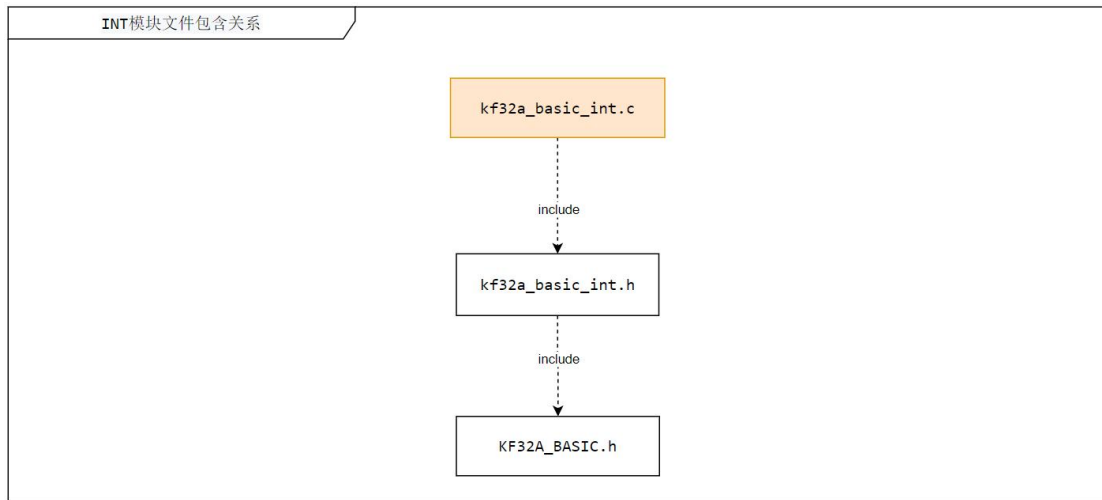 INT模块文件包含关系
kf32a_basic_int.c
include
kf32a_basic_int.h
include
KF32A_BASIC.h